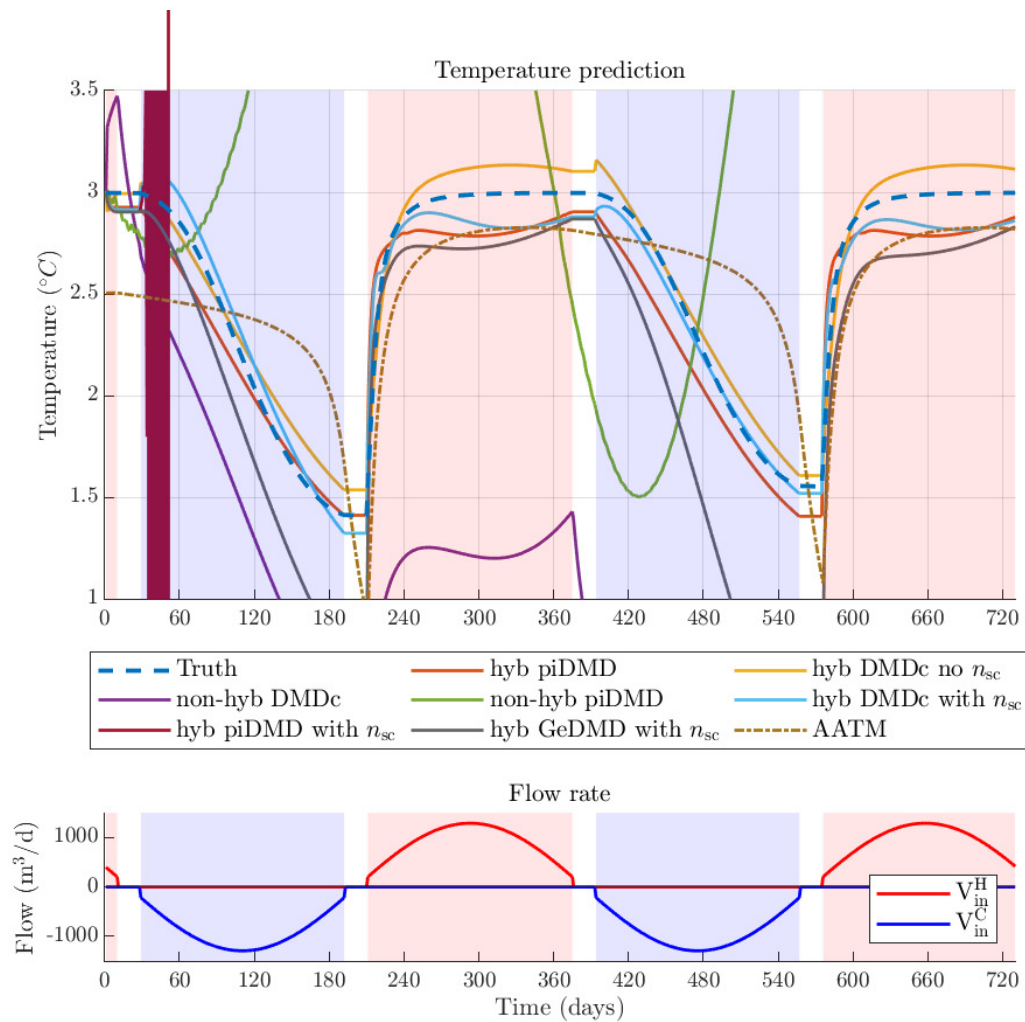 Temperature prediction
3.5
3
2.5
2
1.5
1
Temperature (°C)
0 60 120 180 240 300 360 420 480 540 600 660 720
Truth hyb piDMD hyb DMDc no n_sc
non-hyb DMDc non-hyb piDMD hyb DMDc with n_sc
hyb piDMD with n_sc hyb GeDMD with n_sc AATM
Flow rate
1000
0
-1000
Flow (m³/d)
V_in^H
V_in^C
0 60 120 180 240 300 360 420 480 540 600 660 720
Time (days)